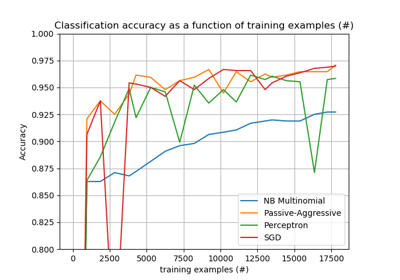 Classification accuracy as a function of training examples (#)
1.000
0.975
0.950
0.925
0.900
0.875
0.850
0.825
0.800
Accuracy
NB Multinomial
Passive-Aggressive
Perceptron
SGD
0 2500 5000 7500 10000 12500 15000 17500
training examples (#)